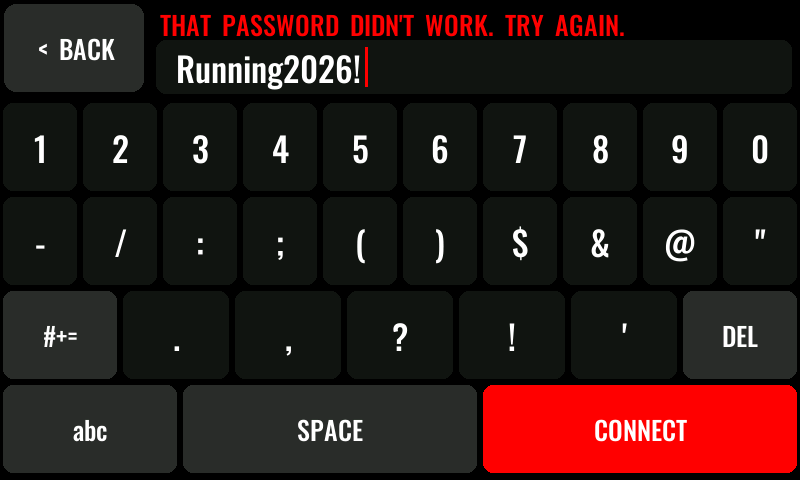 < BACK
THAT PASSWORD DIDN'T WORK. TRY AGAIN.
Running2026!
1 2 3 4 5 6 7 8 9 0
- / : ; ( ) $ & @ "
#+= . , ? ! ' DEL
abc SPACE CONNECT